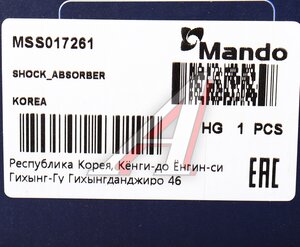 MSS017261
Mando
SHOCK_ABSORBER
KOREA
HG 1 PCS
Республика Корея, Кёнги-до Ёнгин-си
Гихынг-Гу Гихынгданджиро 46
EAC